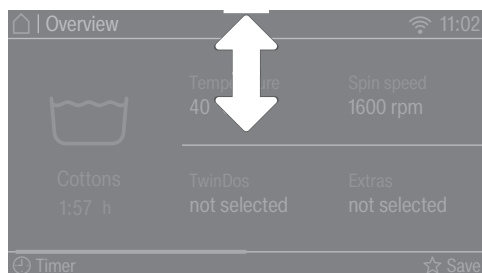 | Overview 11:02
Temperature Spin speed
40 1600 rpm
Cottons TwinDos Extras
1:57 h not selected not selected
Timer Save